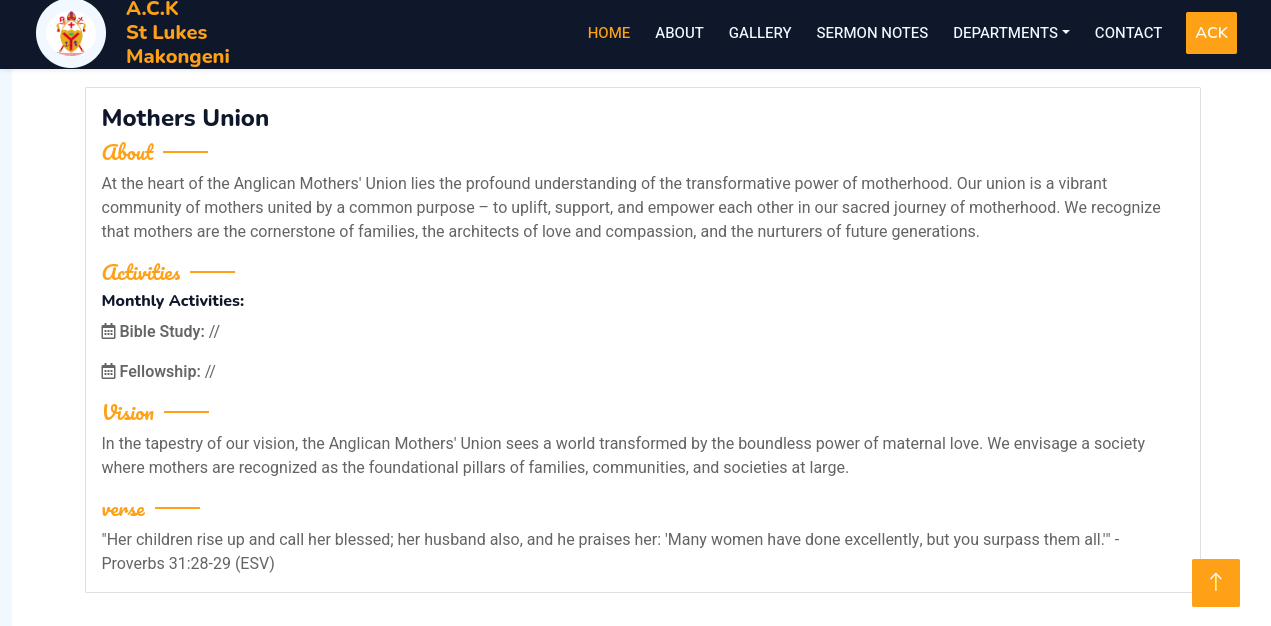 A.C.K
St Lukes
Makongeni
HOME ABOUT GALLERY SERMON NOTES DEPARTMENTS CONTACT ACK
Mothers Union
About
At the heart of the Anglican Mothers' Union lies the profound understanding of the transformative power of motherhood. Our union is a vibrant
community of mothers united by a common purpose – to uplift, support, and empower each other in our sacred journey of motherhood. We recognize
that mothers are the cornerstone of families, the architects of love and compassion, and the nurturers of future generations.
Activities
Monthly Activities:
Bible Study: //
Fellowship: //
Vision
In the tapestry of our vision, the Anglican Mothers' Union sees a world transformed by the boundless power of maternal love. We envisage a society
where mothers are recognized as the foundational pillars of families, communities, and societies at large.
verse
"Her children rise up and call her blessed; her husband also, and he praises her: 'Many women have done excellently, but you surpass them all.'" -
Proverbs 31:28-29 (ESV)